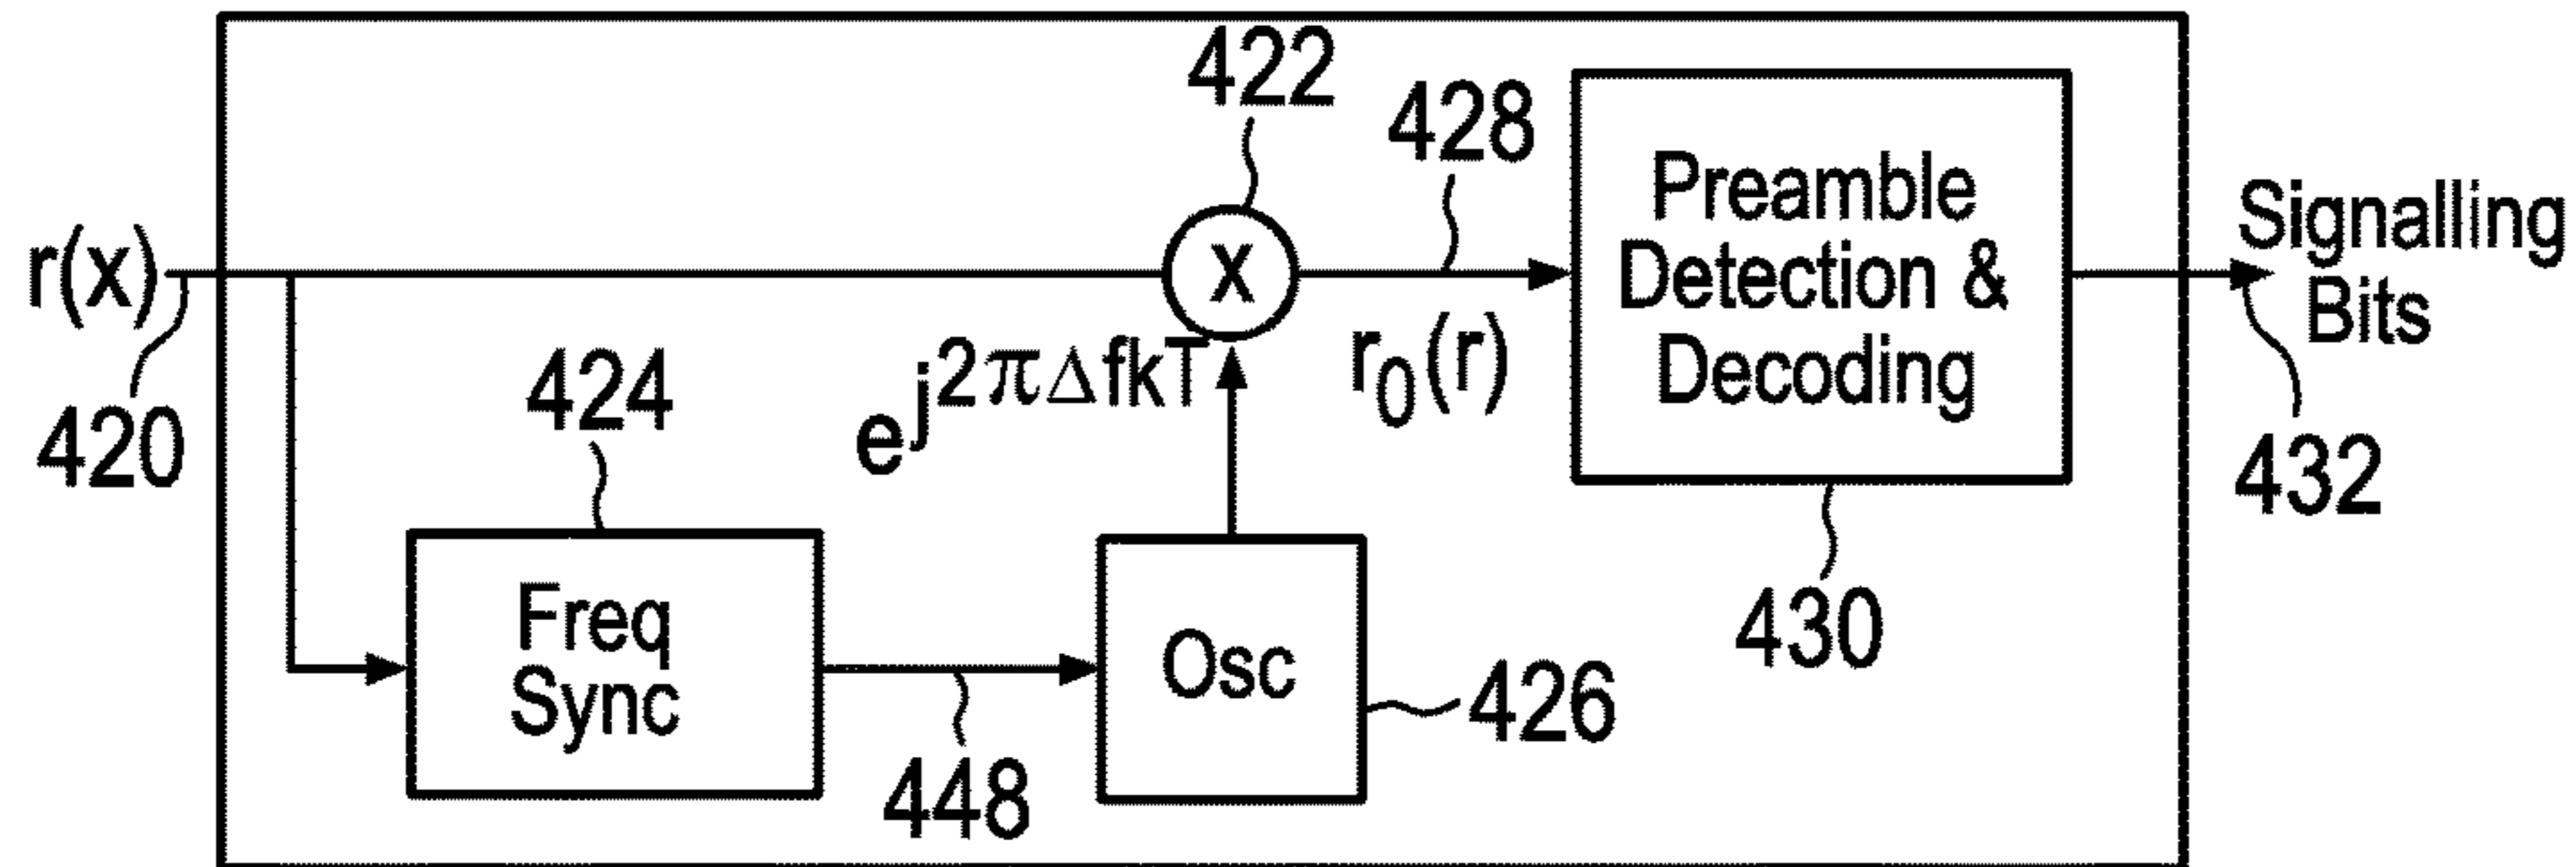 422
428
r(x)
420
424
e^{j2πΔfkT}
r₀(r)
Preamble
Detection &
Decoding
Signalling
Bits
432
430
Freq
Sync
448
Osc
426